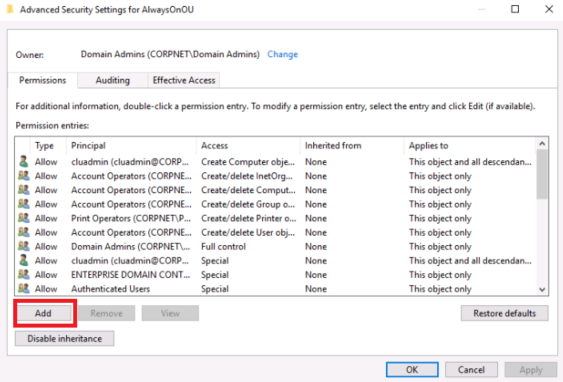 Advanced Security Settings for AlwaysOnOU
Owner: Domain Admins (CORPNET\Domain Admins) Change
Permissions Auditing Effective Access
For additional information, double-click a permission entry. To modify a permission entry, select the entry and click Edit (if available).
Permission entries:
Type Principal Access Inherited from Applies to
Allow cluadmin (cluadmin@CORP... Create Computer obje... None This object and all descendan...
Allow Account Operators (CORPNE... Create/delete InetOrg... None This object only
Allow Account Operators (CORPNE... Create/delete Comput... None This object only
Allow Account Operators (CORPNE... Create/delete Group o... None This object only
Allow Print Operators (CORPNET\P... Create/delete Printer o... None This object only
Allow Account Operators (CORPNE... Create/delete User obj... None This object only
Allow Domain Admins (CORPNET\... Full control None This object only
Allow cluadmin (cluadmin@CORP... Special None This object and all descendan...
Allow ENTERPRISE DOMAIN CONT... Special None This object only
Allow Authenticated Users Special None This object only
Add Remove View Restore defaults
Disable inheritance
OK Cancel Apply